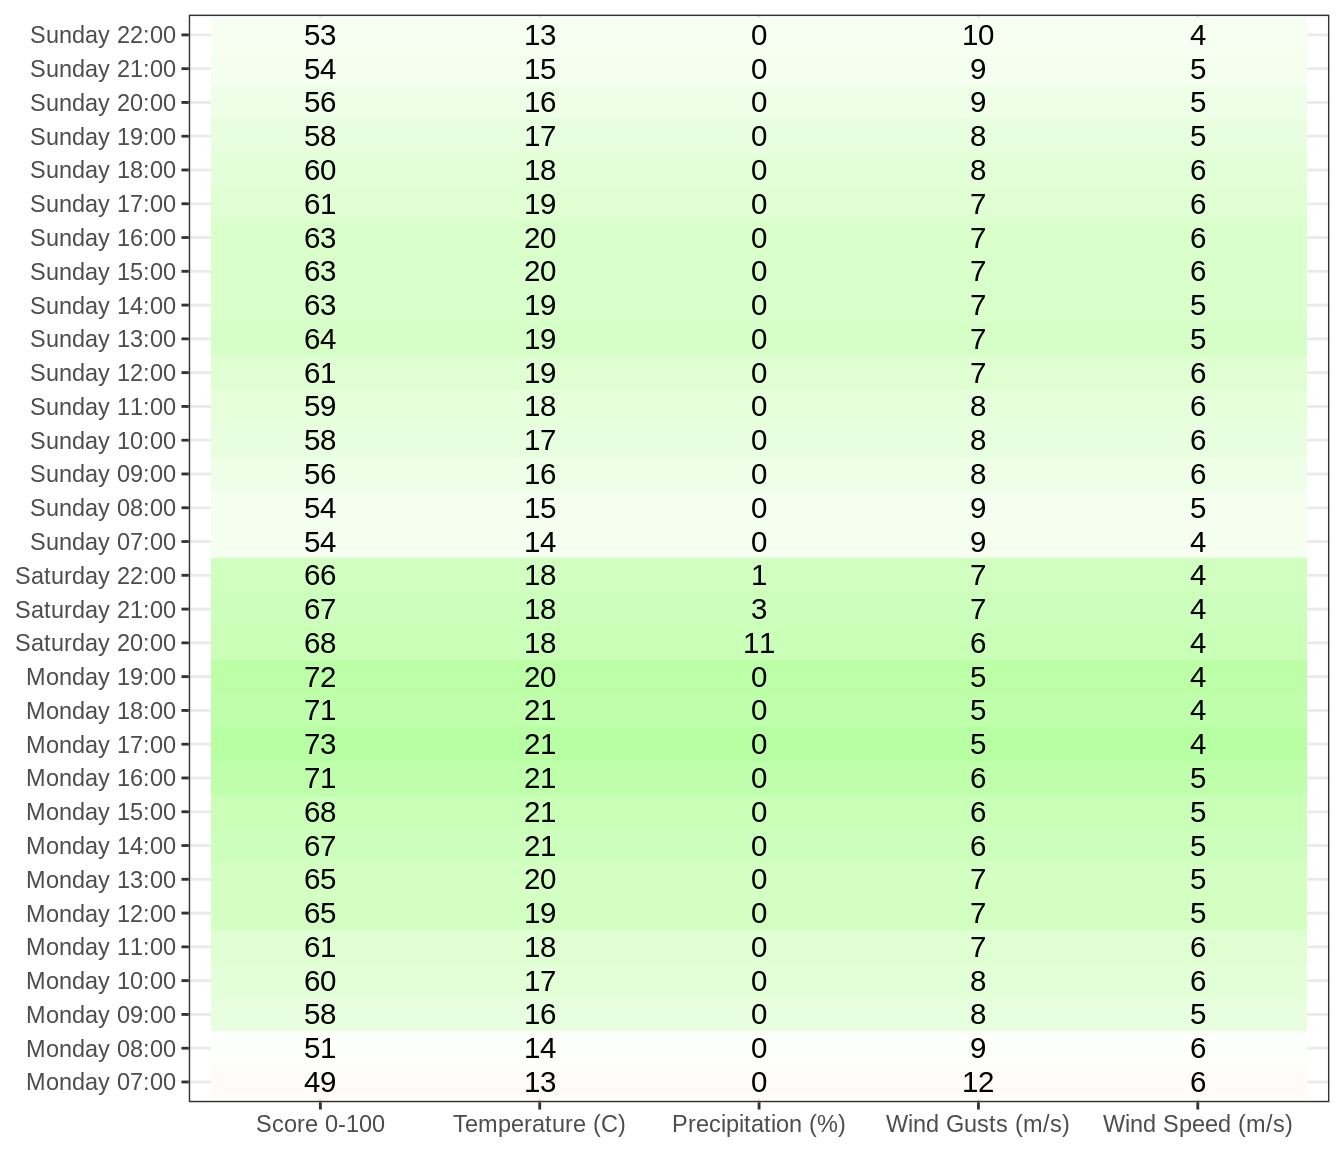 Sunday 22:00 53 13 0 10 4
Sunday 21:00 54 15 0 9 5
Sunday 20:00 56 16 0 9 5
Sunday 19:00 58 17 0 8 5
Sunday 18:00 60 18 0 8 6
Sunday 17:00 61 19 0 7 6
Sunday 16:00 63 20 0 7 6
Sunday 15:00 63 20 0 7 6
Sunday 14:00 63 19 0 7 5
Sunday 13:00 64 19 0 7 5
Sunday 12:00 61 19 0 7 6
Sunday 11:00 59 18 0 8 6
Sunday 10:00 58 17 0 8 6
Sunday 09:00 56 16 0 8 6
Sunday 08:00 54 15 0 9 5
Sunday 07:00 54 14 0 9 4
Saturday 22:00 66 18 1 7 4
Saturday 21:00 67 18 3 7 4
Saturday 20:00 68 18 11 6 4
Monday 19:00 72 20 0 5 4
Monday 18:00 71 21 0 5 4
Monday 17:00 73 21 0 5 4
Monday 16:00 71 21 0 6 5
Monday 15:00 68 21 0 6 5
Monday 14:00 67 21 0 6 5
Monday 13:00 65 20 0 7 5
Monday 12:00 65 19 0 7 5
Monday 11:00 61 18 0 7 6
Monday 10:00 60 17 0 8 6
Monday 09:00 58 16 0 8 5
Monday 08:00 51 14 0 9 6
Monday 07:00 49 13 0 12 6
Score 0-100 Temperature (C) Precipitation (%) Wind Gusts (m/s) Wind Speed (m/s)